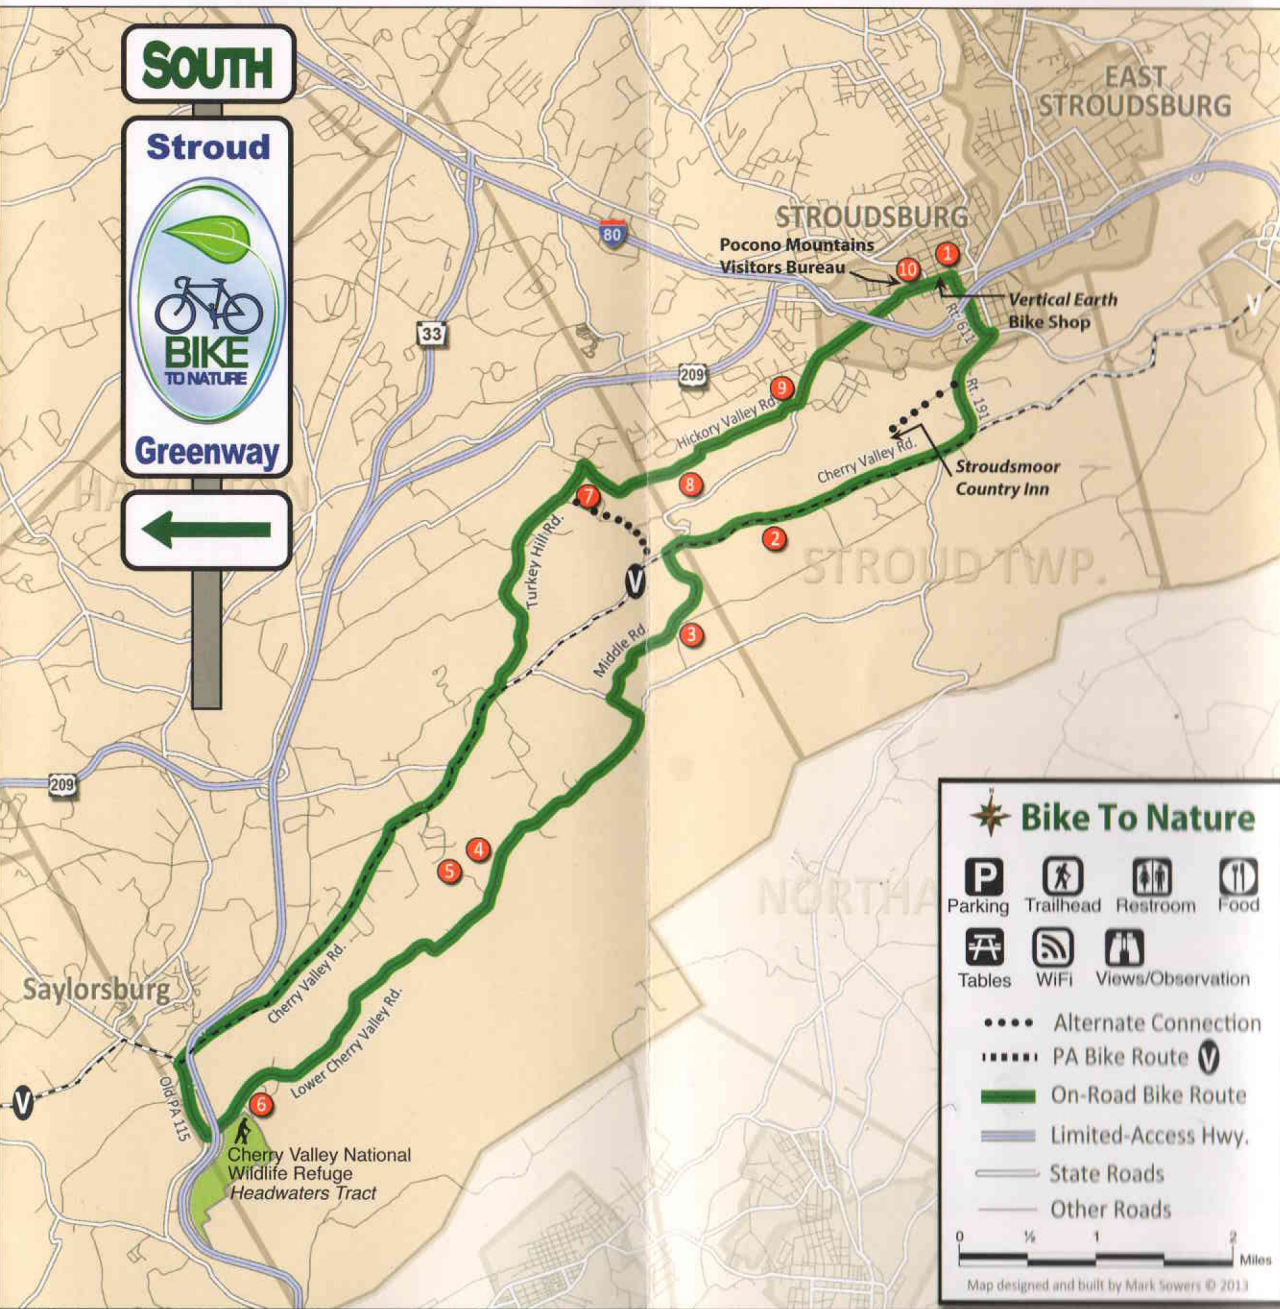 SOUTH
Stroud
BIKE
TO NATURE
Greenway
EAST
STROUDSBURG
STROUDSBURG
Pocono Mountains
Visitors Bureau
10
1
80
Vertical Earth
Bike Shop
Rt. 611
V
33
209
9
Hickory Valley Rd.
Rt. 191
Cherry Valley Rd.
Stroudsmoor
Country Inn
HAMILTON
8
7
2
Turkey Hill Rd.
STROUD TWP.
V
3
Middle Rd
209
4
5
NORTHA
Saylorsburg
Cherry Valley Rd.
Lower Cherry Valley Rd.
V
Old PA 115
6
Cherry Valley National
Wildlife Refuge
Headwaters Tract
N
Bike To Nature
P
Parking Trailhead Restroom Food
Tables WiFi Views/Observation
Alternate Connection
PA Bike Route V
On-Road Bike Route
Limited-Access Hwy.
State Roads
Other Roads
0 ½ 1 2
Miles
Map designed and built by Mark Sowers © 2013